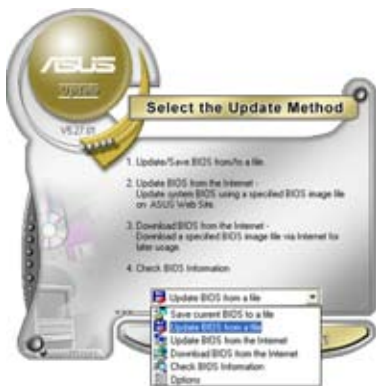 ASUS
Update
V5.27.01
Select the Update Method
1. Update/Save BIOS from/to a file.
2. Update BIOS from the Internet -
Update system BIOS using a specified BIOS image file
on ASUS Web Site.
3. Download BIOS from the Internet -
Download a specified BIOS image file via Internet for
later usage.
4. Check BIOS Information
Update BIOS from a file
Save current BIOS to a file
Update BIOS from a file
Update BIOS from the Internet
Download BIOS from the Internet
Check BIOS Information
Options